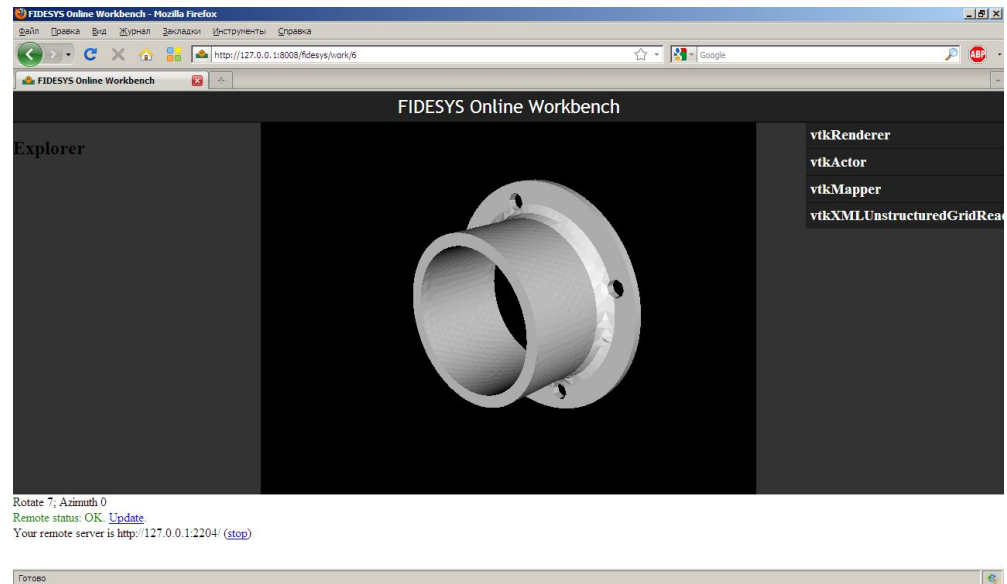 FIDESYS Online Workbench - Mozilla Firefox
Файл Правка Вид Журнал Закладки Инструменты Справка
http://127.0.0.1:8008/fidesys/work/6
Google
ABP
FIDESYS Online Workbench
FIDESYS Online Workbench
Explorer
vtkRenderer
vtkActor
vtkMapper
vtkXMLUnstructuredGridRea
Rotate 7; Azimuth 0
Remote status: OK. Update.
Your remote server is http://127.0.0.1:2204/ (stop)
Готово